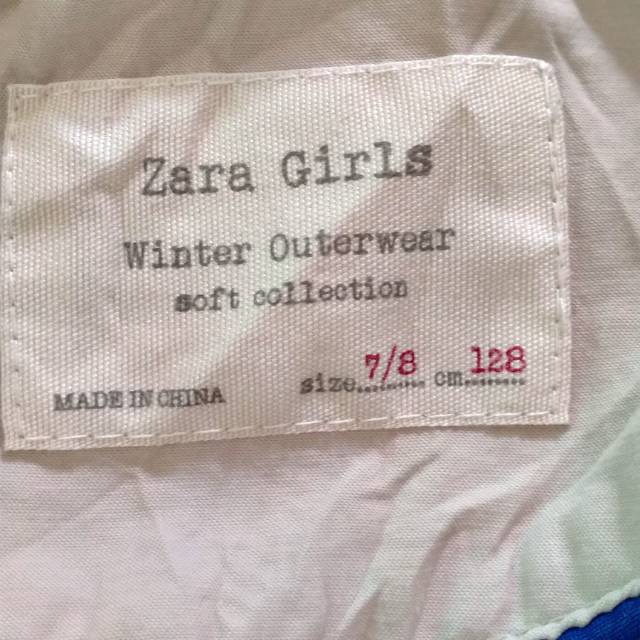 Zara Girls
Winter Outerwear
soft collection
size.......... cm.........
7/8 128
MADE IN CHINA